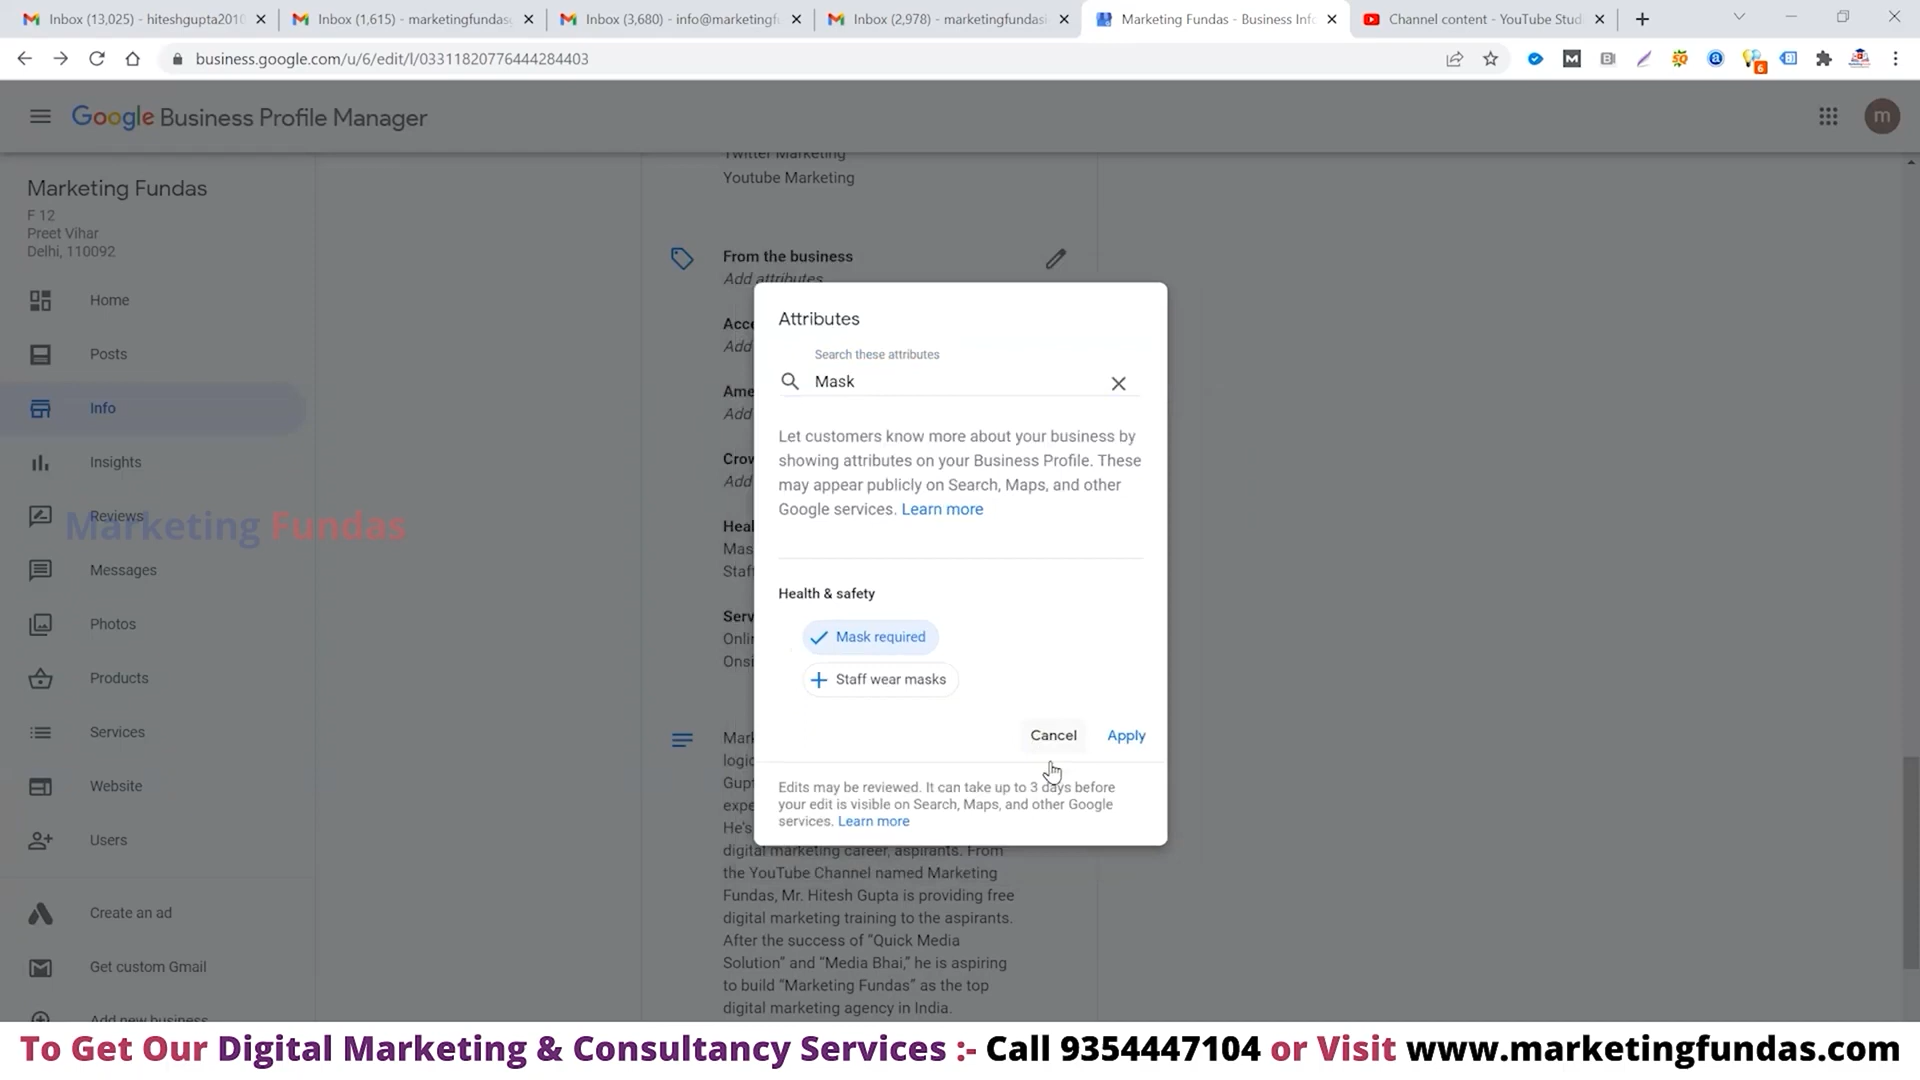 Inbox (13,025) - hiteshgupta2010
Inbox (1,615) - marketingfundasg
Inbox (3,680) - info@marketingfu
Inbox (2,978) - marketingfundasi
Marketing Fundas - Business Info
Channel content - YouTube Studi
business.google.com/u/6/edit/l/03311820776444284403
6
Google Business Profile Manager
m
Marketing Fundas
F 12
Preet Vihar
Delhi, 110092
Home
Posts
Info
Insights
Reviews
Marketing Fundas
Messages
Photos
Products
Services
Website
Users
Create an ad
Get custom Gmail
Add new business
Twitter Marketing
Youtube Marketing
From the business
Add attributes
Acce
Add
Ame
Add
Crow
Add
Heal
Mas
Staf
Serv
Onli
Onsi
Attributes
Search these attributes
Mask
Let customers know more about your business by
showing attributes on your Business Profile. These
may appear publicly on Search, Maps, and other
Google services. Learn more
Health & safety
Mask required
Staff wear masks
Cancel
Apply
Edits may be reviewed. It can take up to 3 days before
your edit is visible on Search, Maps, and other Google
services. Learn more
Mark
logic
Gupt
expe
He's
digital marketing career, aspirants. From
the YouTube Channel named Marketing
Fundas, Mr. Hitesh Gupta is providing free
digital marketing training to the aspirants.
After the success of "Quick Media
Solution" and "Media Bhai," he is aspiring
to build "Marketing Fundas" as the top
digital marketing agency in India.
To Get Our Digital Marketing & Consultancy Services :- Call 9354447104 or Visit www.marketingfundas.com